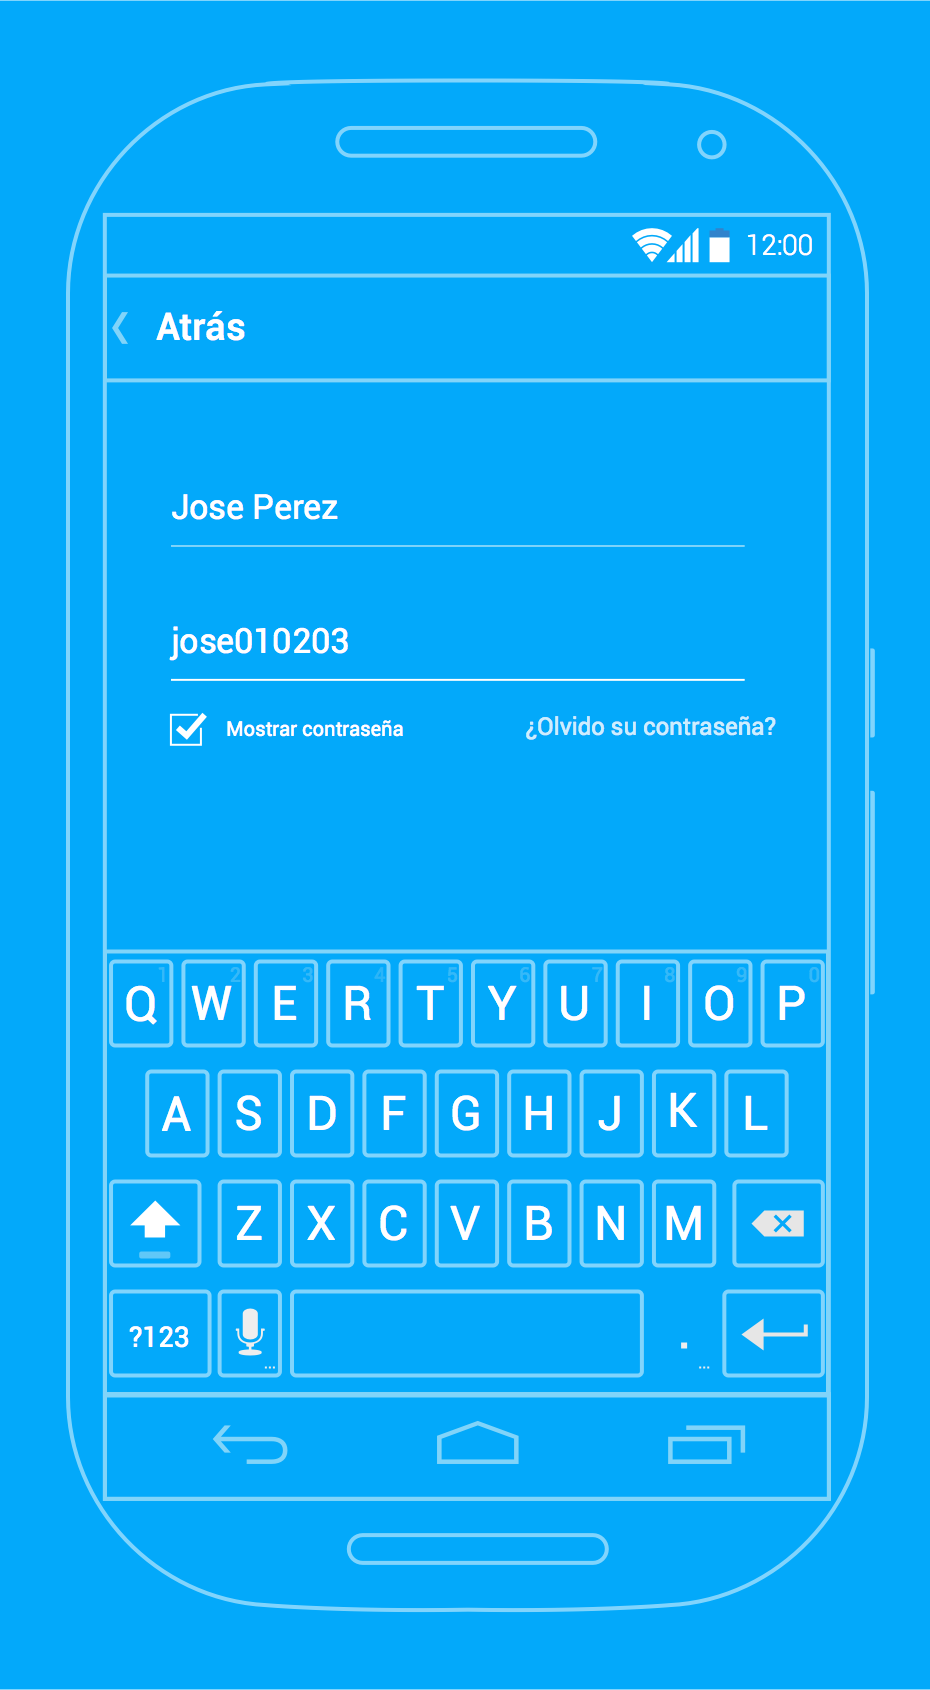 12:00
Atrás
Jose Perez
jose010203
Mostrar contraseña ¿Olvido su contraseña?
1 2 3 4 5 6 7 8 9 0
Q W E R T Y U I O P
A S D F G H J K L
Z X C V B N M
?123 ... . ...